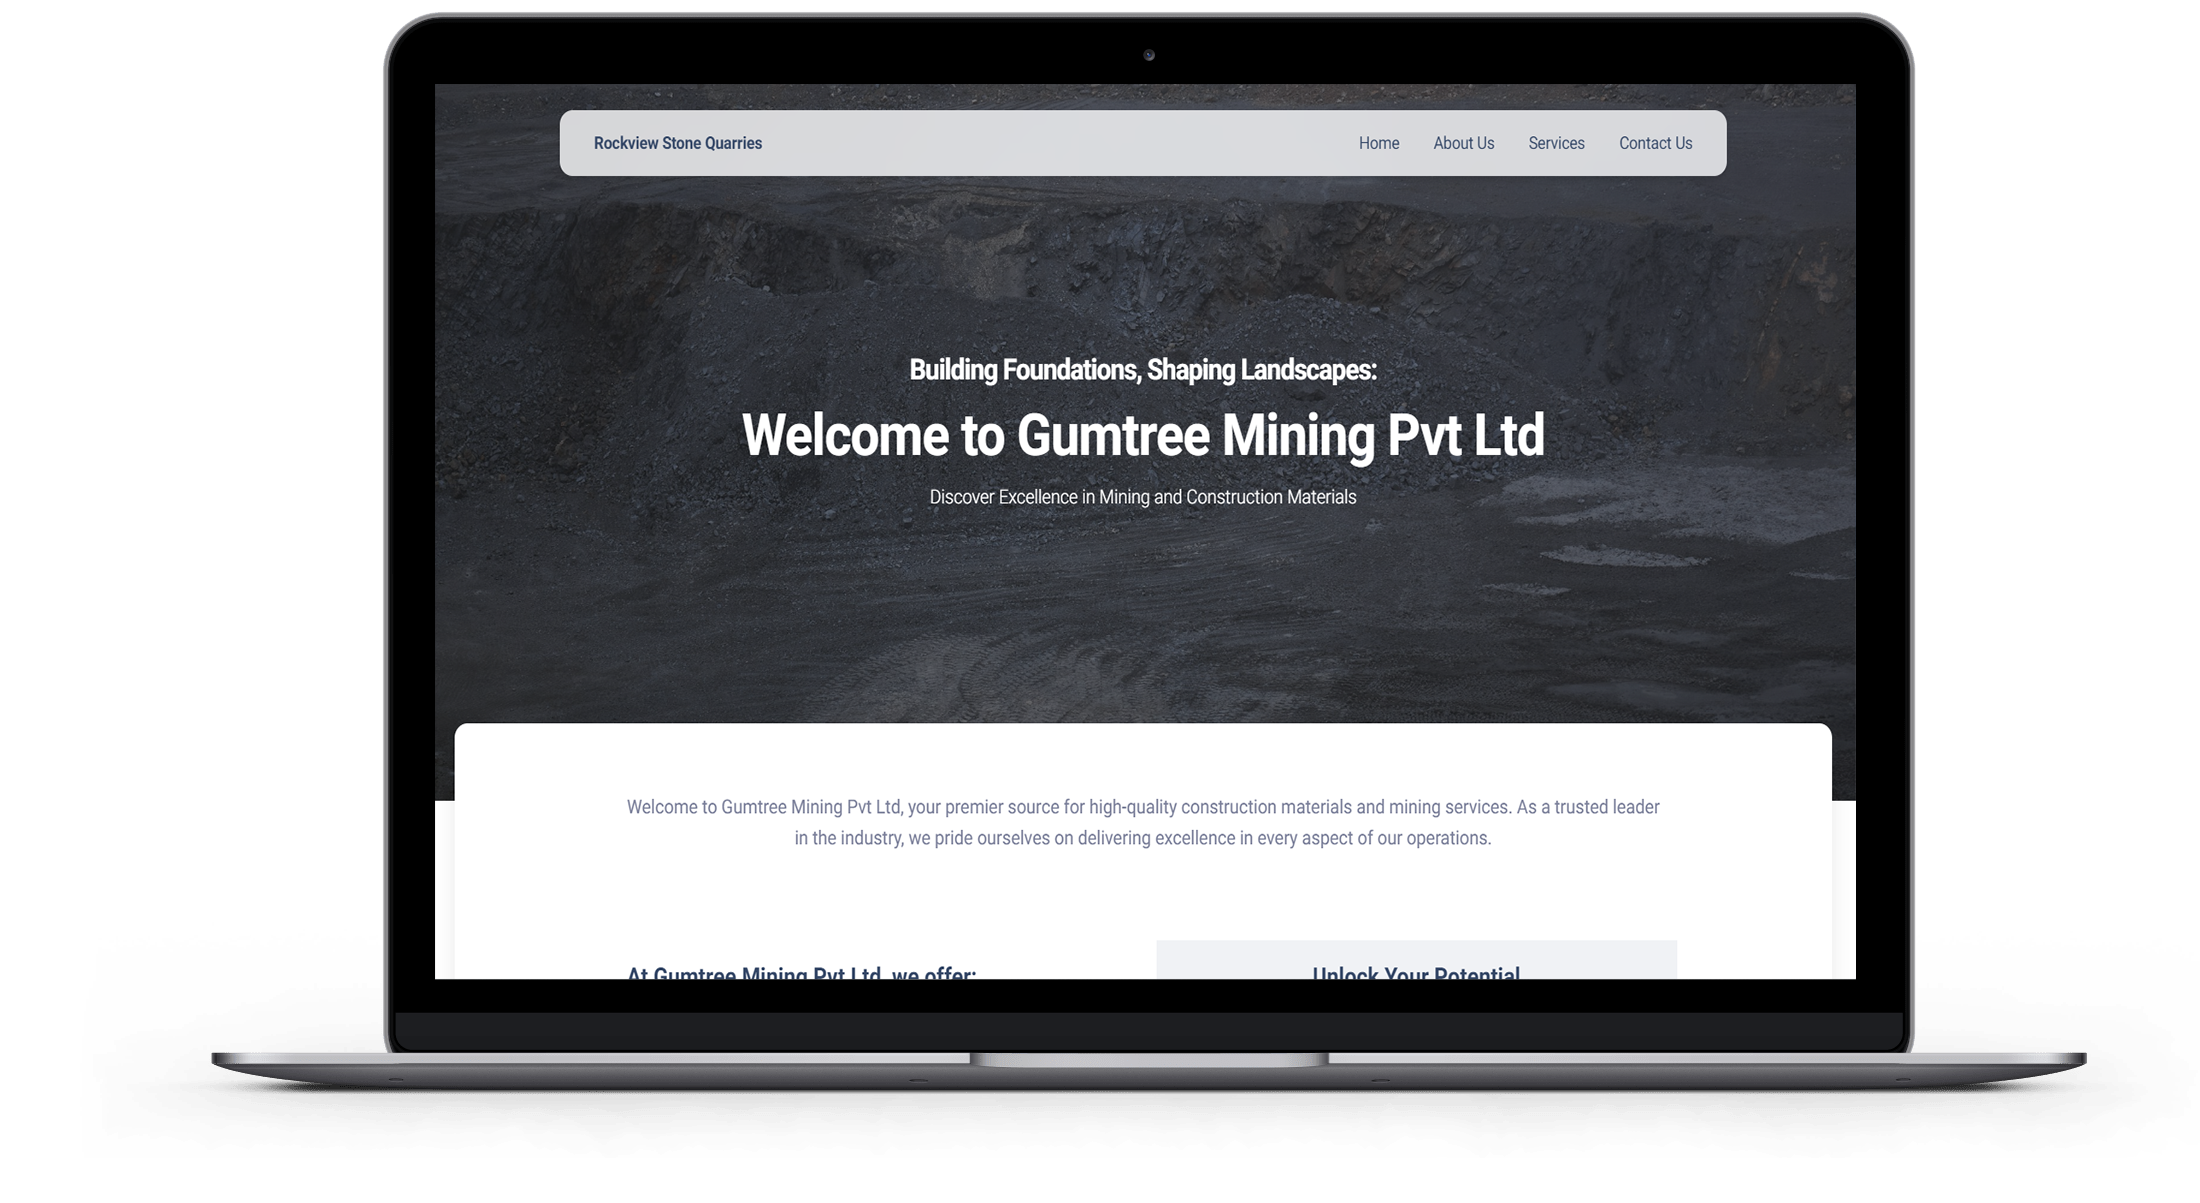 Rockview Stone Quarries Home About Us Services Contact Us
Building Foundations, Shaping Landscapes:
Welcome to Gumtree Mining Pvt Ltd
Discover Excellence in Mining and Construction Materials
Welcome to Gumtree Mining Pvt Ltd, your premier source for high-quality construction materials and mining services. As a trusted leader
in the industry, we pride ourselves on delivering excellence in every aspect of our operations.
At Gumtree Mining Pvt Ltd, we offer:
Unlock Your Potential